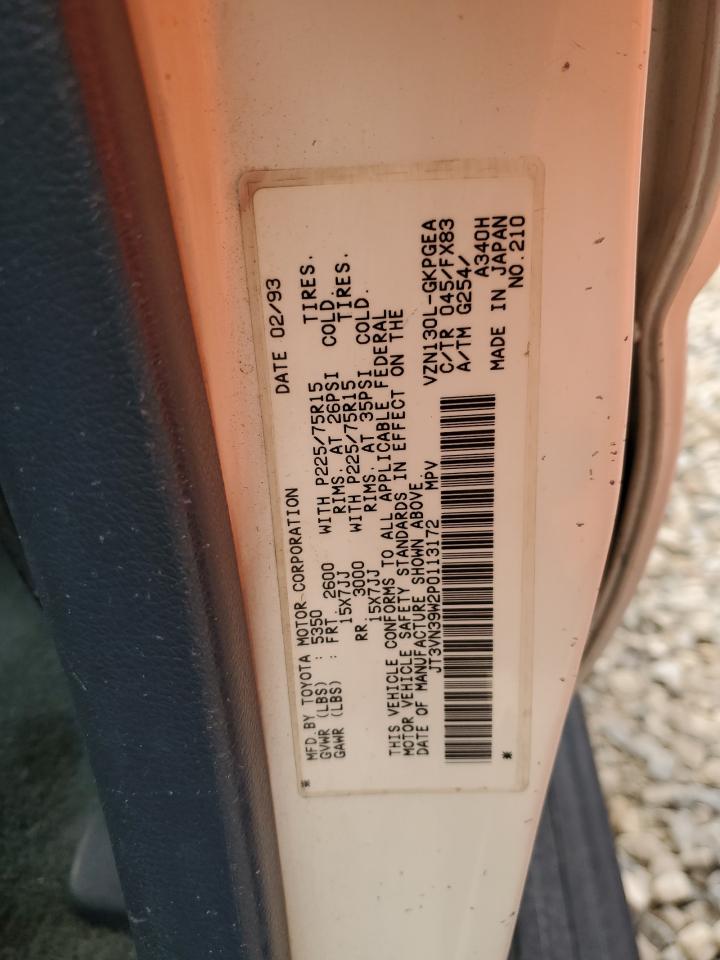 MFD. BY TOYOTA MOTOR CORPORATION DATE 02/93
GVWR (LBS) : 5350
GAWR (LBS) : FRT. 2600 WITH P225/75R15 TIRES.
15X7JJ RIMS. AT 26PSI COLD.
RR. 3000 WITH P225/75R15 TIRES.
15X7JJ RIMS. AT 35PSI COLD.
THIS VEHICLE CONFORMS TO ALL APPLICABLE FEDERAL
MOTOR VEHICLE SAFETY STANDARDS IN EFFECT ON THE
DATE OF MANUFACTURE SHOWN ABOVE.
JT3VN39W2P0113172 MPV
VZN130L-GKPGEA
C/TR 045/FX83
A/TM G254/
A340H
MADE IN JAPAN
NO.210
* *